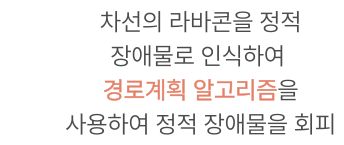 차선의 라바콘을 정적
장애물로 인식하여
경로계획 알고리즘을
사용하여 정적 장애물을 회피